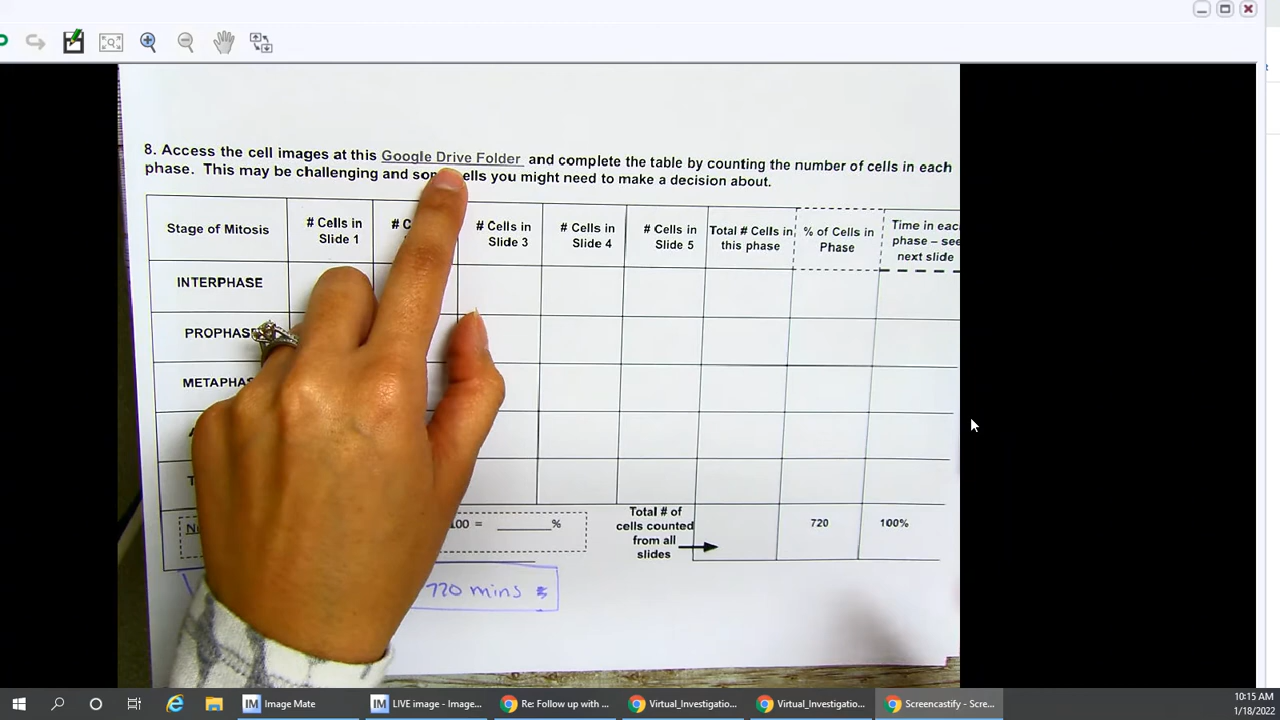 8. Access the cell images at this Google Drive Folder and complete the table by counting the number of cells in each
phase. This may be challenging and some cells you might need to make a decision about.
Stage of Mitosis
# Cells in
Slide 1
# C
# Cells in
Slide 3
# Cells in
Slide 4
# Cells in
Slide 5
Total # Cells in
this phase
% of Cells in
Phase
Time in each
phase – see
next slide
INTERPHASE
PROPHAS
METAPHAS
100 = ______%
Total # of
cells counted
from all
slides
720
100%
720 mins
Image Mate
LIVE image - Image...
Re: Follow up with ...
Virtual_Investigatio...
Virtual_Investigatio...
Screencastify - Scre...
10:15 AM
1/18/2022